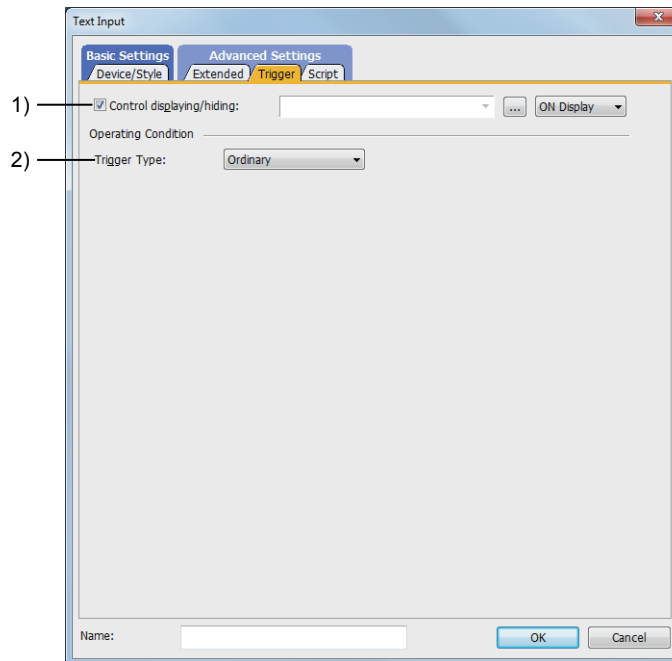 Text Input
Basic Settings Advanced Settings
Device/Style Extended Trigger Script
1) Control displaying/hiding: ... ON Display
Operating Condition
2) Trigger Type: Ordinary
Name: OK Cancel